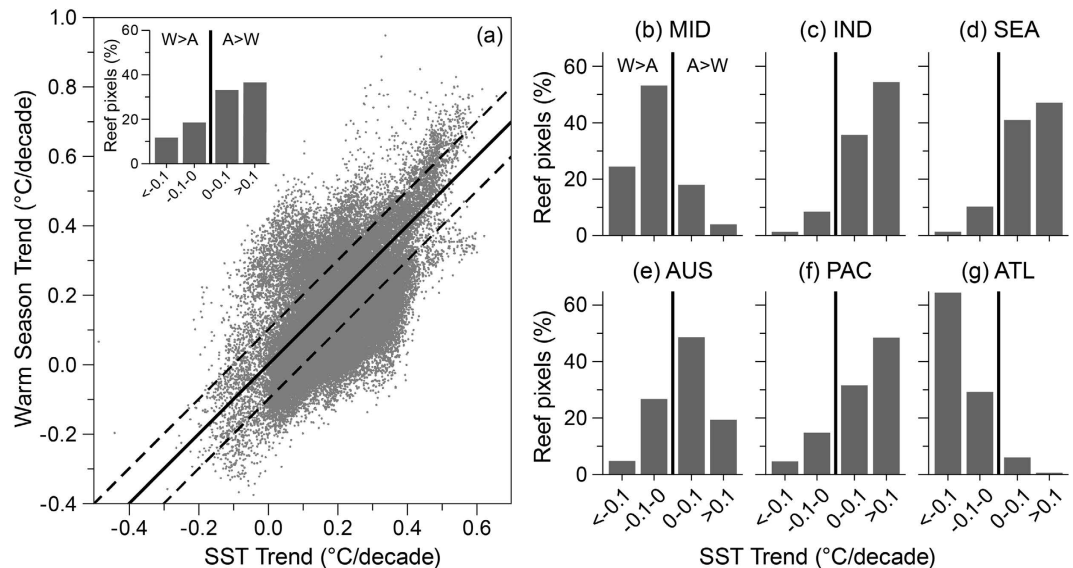 (a)
W>A A>W
Reef pixels (%)
60
40
20
0
<-0.1 -0.1-0 0-0.1 >0.1
Warm Season Trend (°C/decade)
1.0
0.8
0.6
0.4
0.2
0.0
-0.2
-0.4
-0.4 -0.2 0.0 0.2 0.4 0.6
SST Trend (°C/decade)
(b) MID (c) IND (d) SEA
W>A A>W
Reef pixels (%)
60
40
20
0
(e) AUS (f) PAC (g) ATL
Reef pixels (%)
60
40
20
0
<-0.1 -0.1-0 0-0.1 >0.1 <-0.1 -0.1-0 0-0.1 >0.1 <-0.1 -0.1-0 0-0.1 >0.1
SST Trend (°C/decade)